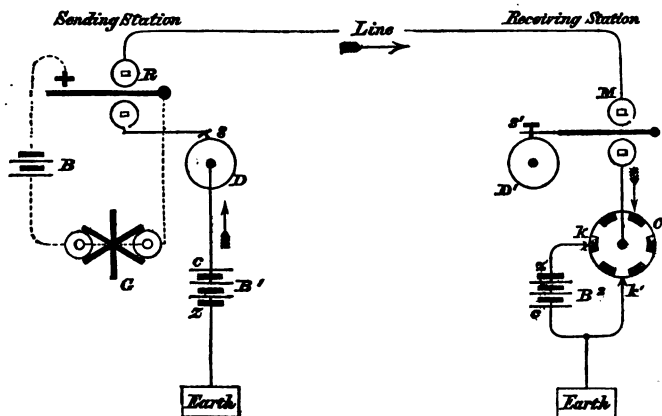 Sending Station
Line
Receiving Station
R
M
S
S'
B
D
D'
C
k
G
c
B'
z
z
B²
c
k'
Earth
Earth